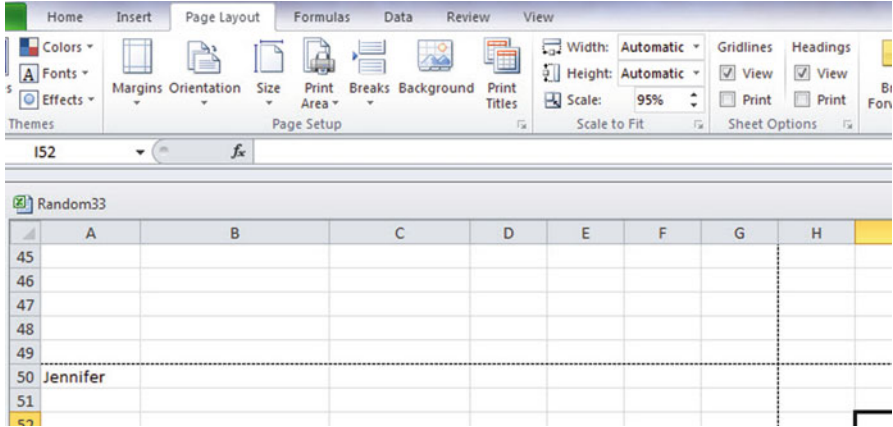 Home Insert Page Layout Formulas Data Review View
Colors Width: Automatic Gridlines Headings
Fonts Height: Automatic View View
Effects Margins Orientation Size Print Area Breaks Background Print Titles Scale: 95% Print Print
Themes Page Setup Scale to Fit Sheet Options
I52 fx
Random33
A B C D E F G H
45
46
47
48
49
50 Jennifer
51
52